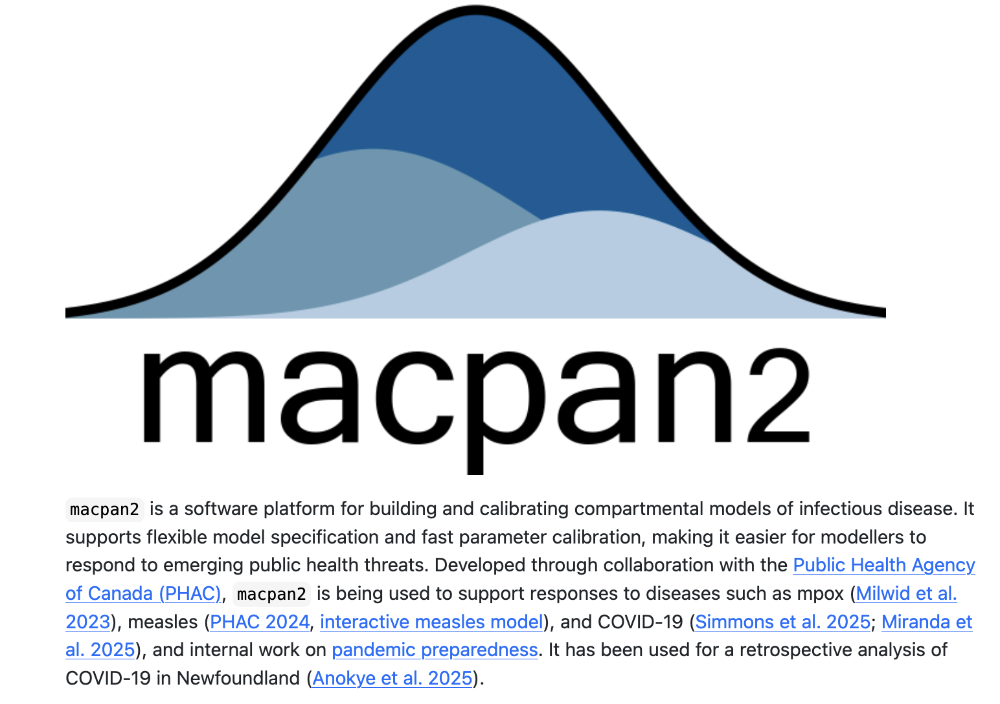 macpan2
macpan2 is a software platform for building and calibrating compartmental models of infectious disease. It
supports flexible model specification and fast parameter calibration, making it easier for modellers to
respond to emerging public health threats. Developed through collaboration with the Public Health Agency
of Canada (PHAC), macpan2 is being used to support responses to diseases such as mpox (Milwid et al.
2023), measles (PHAC 2024, interactive measles model), and COVID-19 (Simmons et al. 2025; Miranda et
al. 2025), and internal work on pandemic preparedness. It has been used for a retrospective analysis of
COVID-19 in Newfoundland (Anokye et al. 2025).